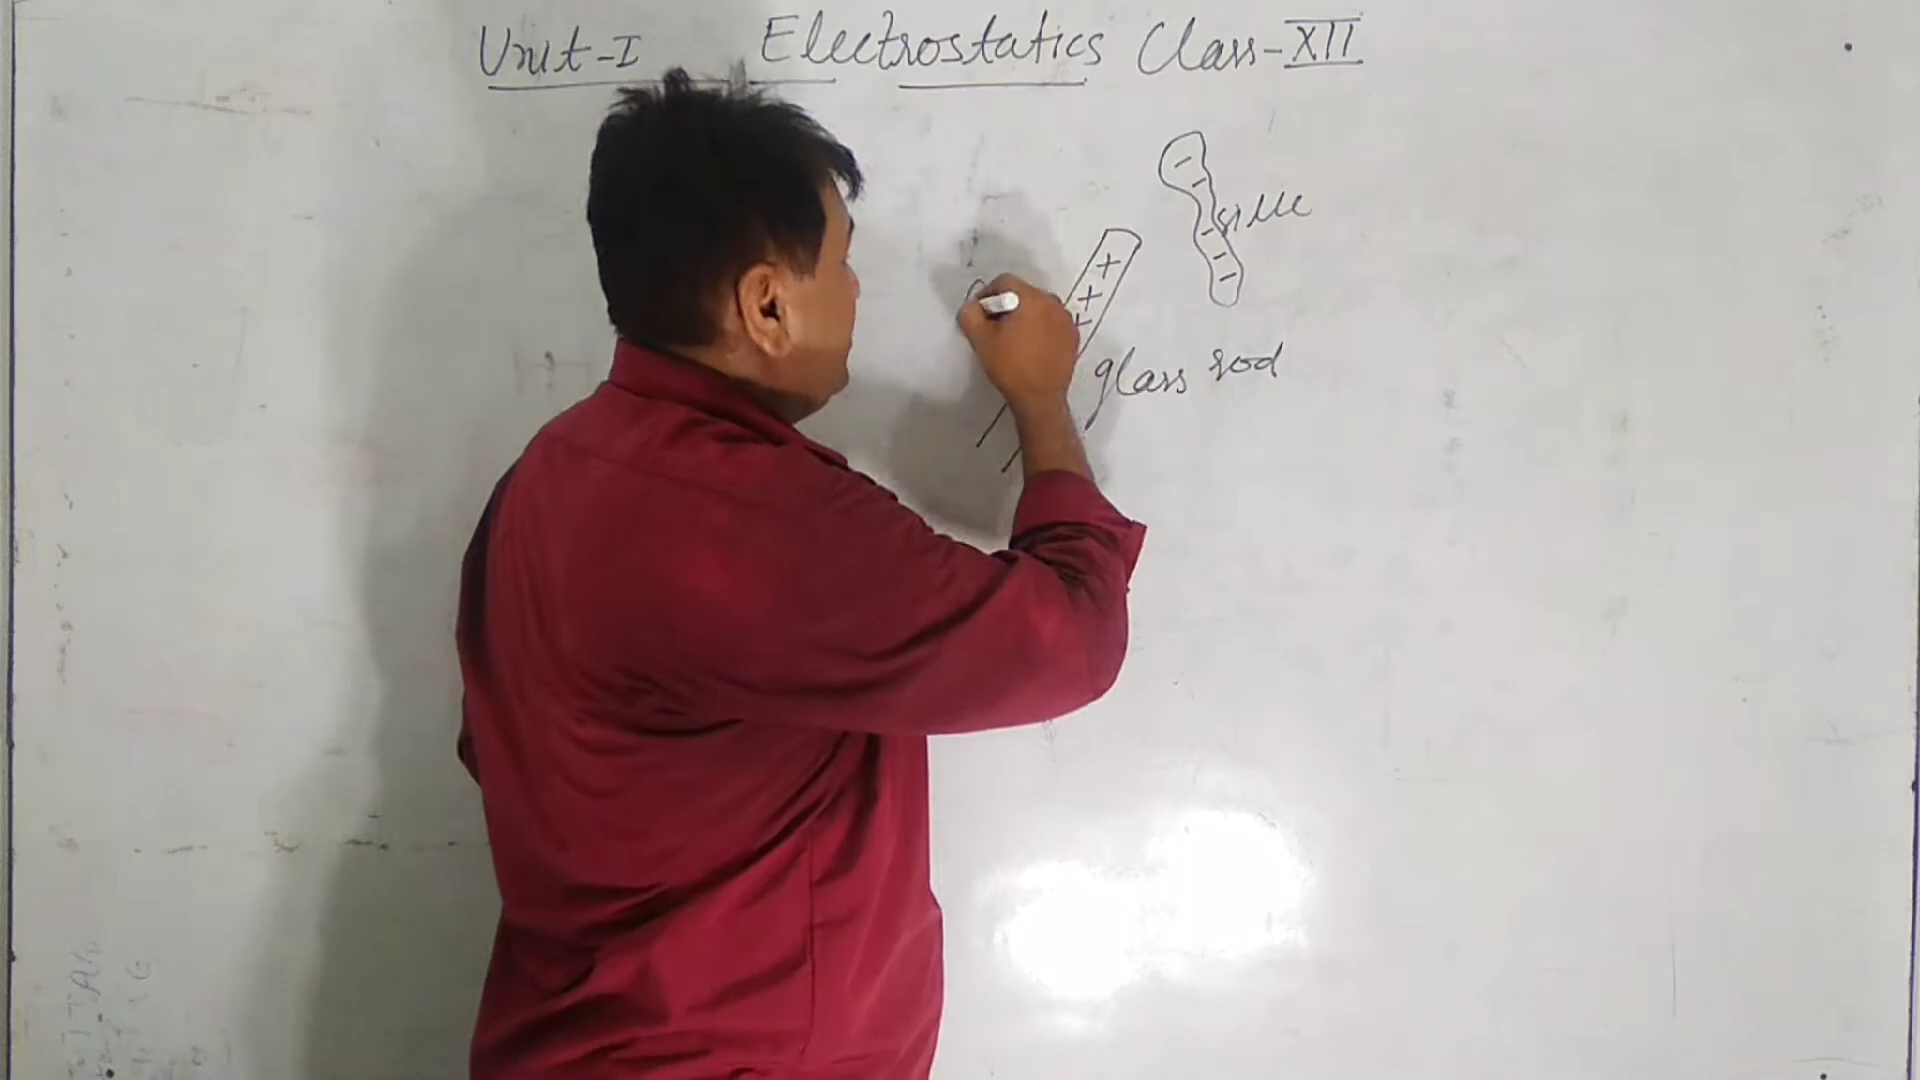 Unit-I Electrostatics Class-XII
- - - - -
silk
+ + +
glass rod